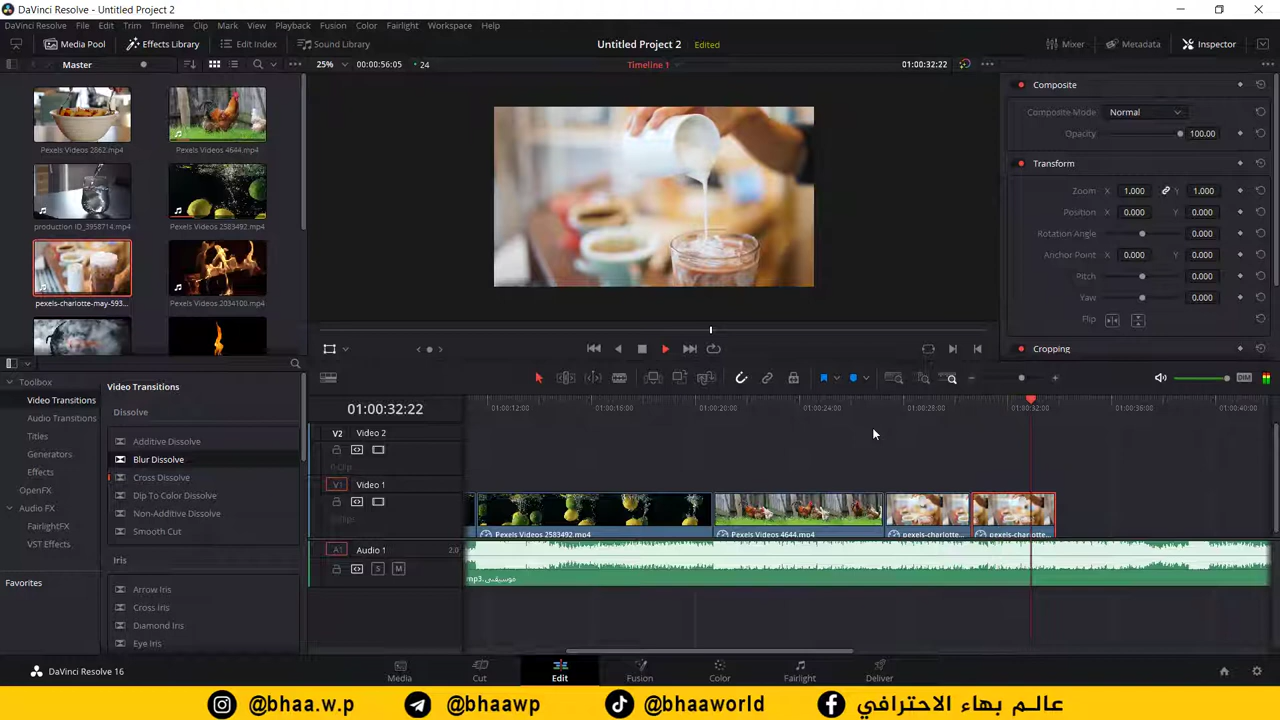 DaVinci Resolve - Untitled Project 2
DaVinci Resolve File Edit Trim Timeline Clip Mark View Playback Fusion Color Fairlight Workspace Help
Media Pool Effects Library Edit Index Sound Library Untitled Project 2 Edited Mixer Metadata Inspector
Master 25% 00:00:56:05 24 Timeline 1 01:00:32:22
Pexels Videos 2862.mp4 Pexels Videos 4644.mp4
production ID_3958714.mp4 Pexels Videos 2583492.mp4
pexels-charlotte-may-593... Pexels Videos 2034100.mp4
Composite
Composite Mode Normal
Opacity 100.00
Transform
Zoom X 1.000 Y 1.000
Position X 0.000 Y 0.000
Rotation Angle 0.000
Anchor Point X 0.000 Y 0.000
Pitch 0.000
Yaw 0.000
Flip
Cropping
Toolbox
Video Transitions
Audio Transitions
Titles
Generators
Effects
OpenFX
Audio FX
FairlightFX
VST Effects
Favorites
Video Transitions
Dissolve
Additive Dissolve
Blur Dissolve
Cross Dissolve
Dip To Color Dissolve
Non-Additive Dissolve
Smooth Cut
Iris
Arrow Iris
Cross Iris
Diamond Iris
Eye Iris
DIM
01:00:32:22
01:00:12:00 01:00:16:00 01:00:20:00 01:00:24:00 01:00:28:00 01:00:32:00 01:00:36:00 01:00:40:00
V2 Video 2
0 Clip
V1 Video 1
Pexels Videos 2583492.mp4 Pexels Videos 4644.mp4 pexels-charlotte... pexels-charlotte...
A1 Audio 1 2.0
S M
موسيقى.mp3
DaVinci Resolve 16 Media Cut Edit Fusion Color Fairlight Deliver
@bhaa.w.p @bhaawp @bhaaworld عالم بهاء الاحترافي